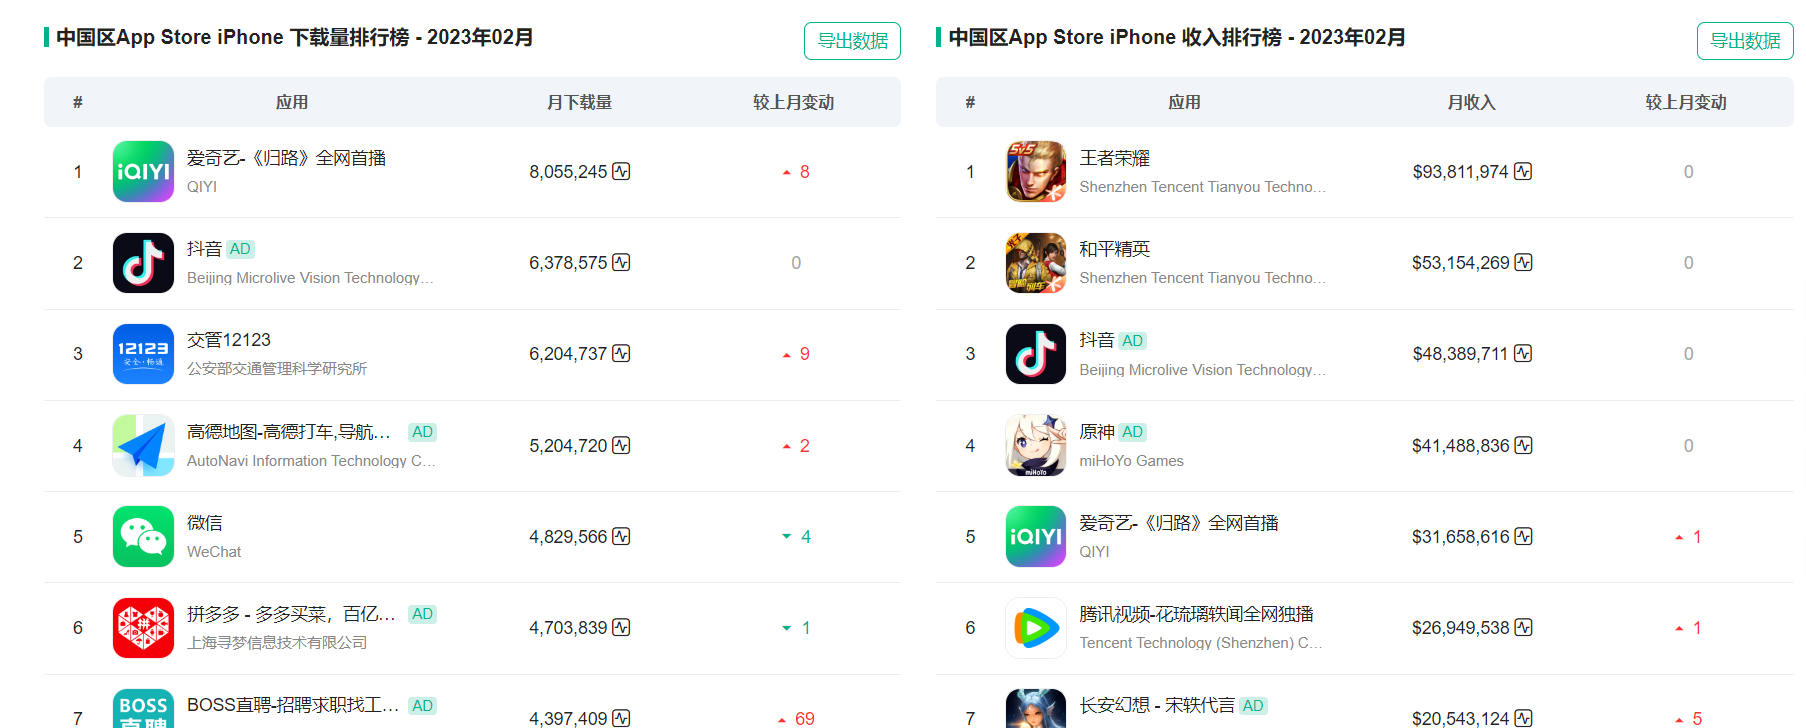 中国区App Store iPhone 下载量排行榜 - 2023年02月
导出数据
# 应用 月下载量 较上月变动
1 iQIYI 爱奇艺-《归路》全网首播 8,055,245 8
QIYI
2 抖音 AD 6,378,575 0
Beijing Microlive Vision Technology…
3 12123 安全·畅通 交管12123 6,204,737 9
公安部交通管理科学研究所
4 高德地图-高德打车,导航… AD 5,204,720 2
AutoNavi Information Technology C…
5 微信 4,829,566 4
WeChat
6 拼 拼多多 - 多多买菜，百亿… AD 4,703,839 1
上海寻梦信息技术有限公司
7 BOSS直聘 BOSS直聘-招聘求职找工… AD 4,397,409 69
中国区App Store iPhone 收入排行榜 - 2023年02月
导出数据
# 应用 月收入 较上月变动
1 5v5 王者荣耀 $93,811,974 0
Shenzhen Tencent Tianyou Techno…
2 和平精英 $53,154,269 0
Shenzhen Tencent Tianyou Techno…
3 抖音 AD $48,389,711 0
Beijing Microlive Vision Technology…
4 miHoYo 原神 AD $41,488,836 0
miHoYo Games
5 iQIYI 爱奇艺-《归路》全网首播 $31,658,616 1
QIYI
6 腾讯视频-花琉璃轶闻全网独播 $26,949,538 1
Tencent Technology (Shenzhen) C…
7 长安幻想 - 宋轶代言 AD $20,543,124 5